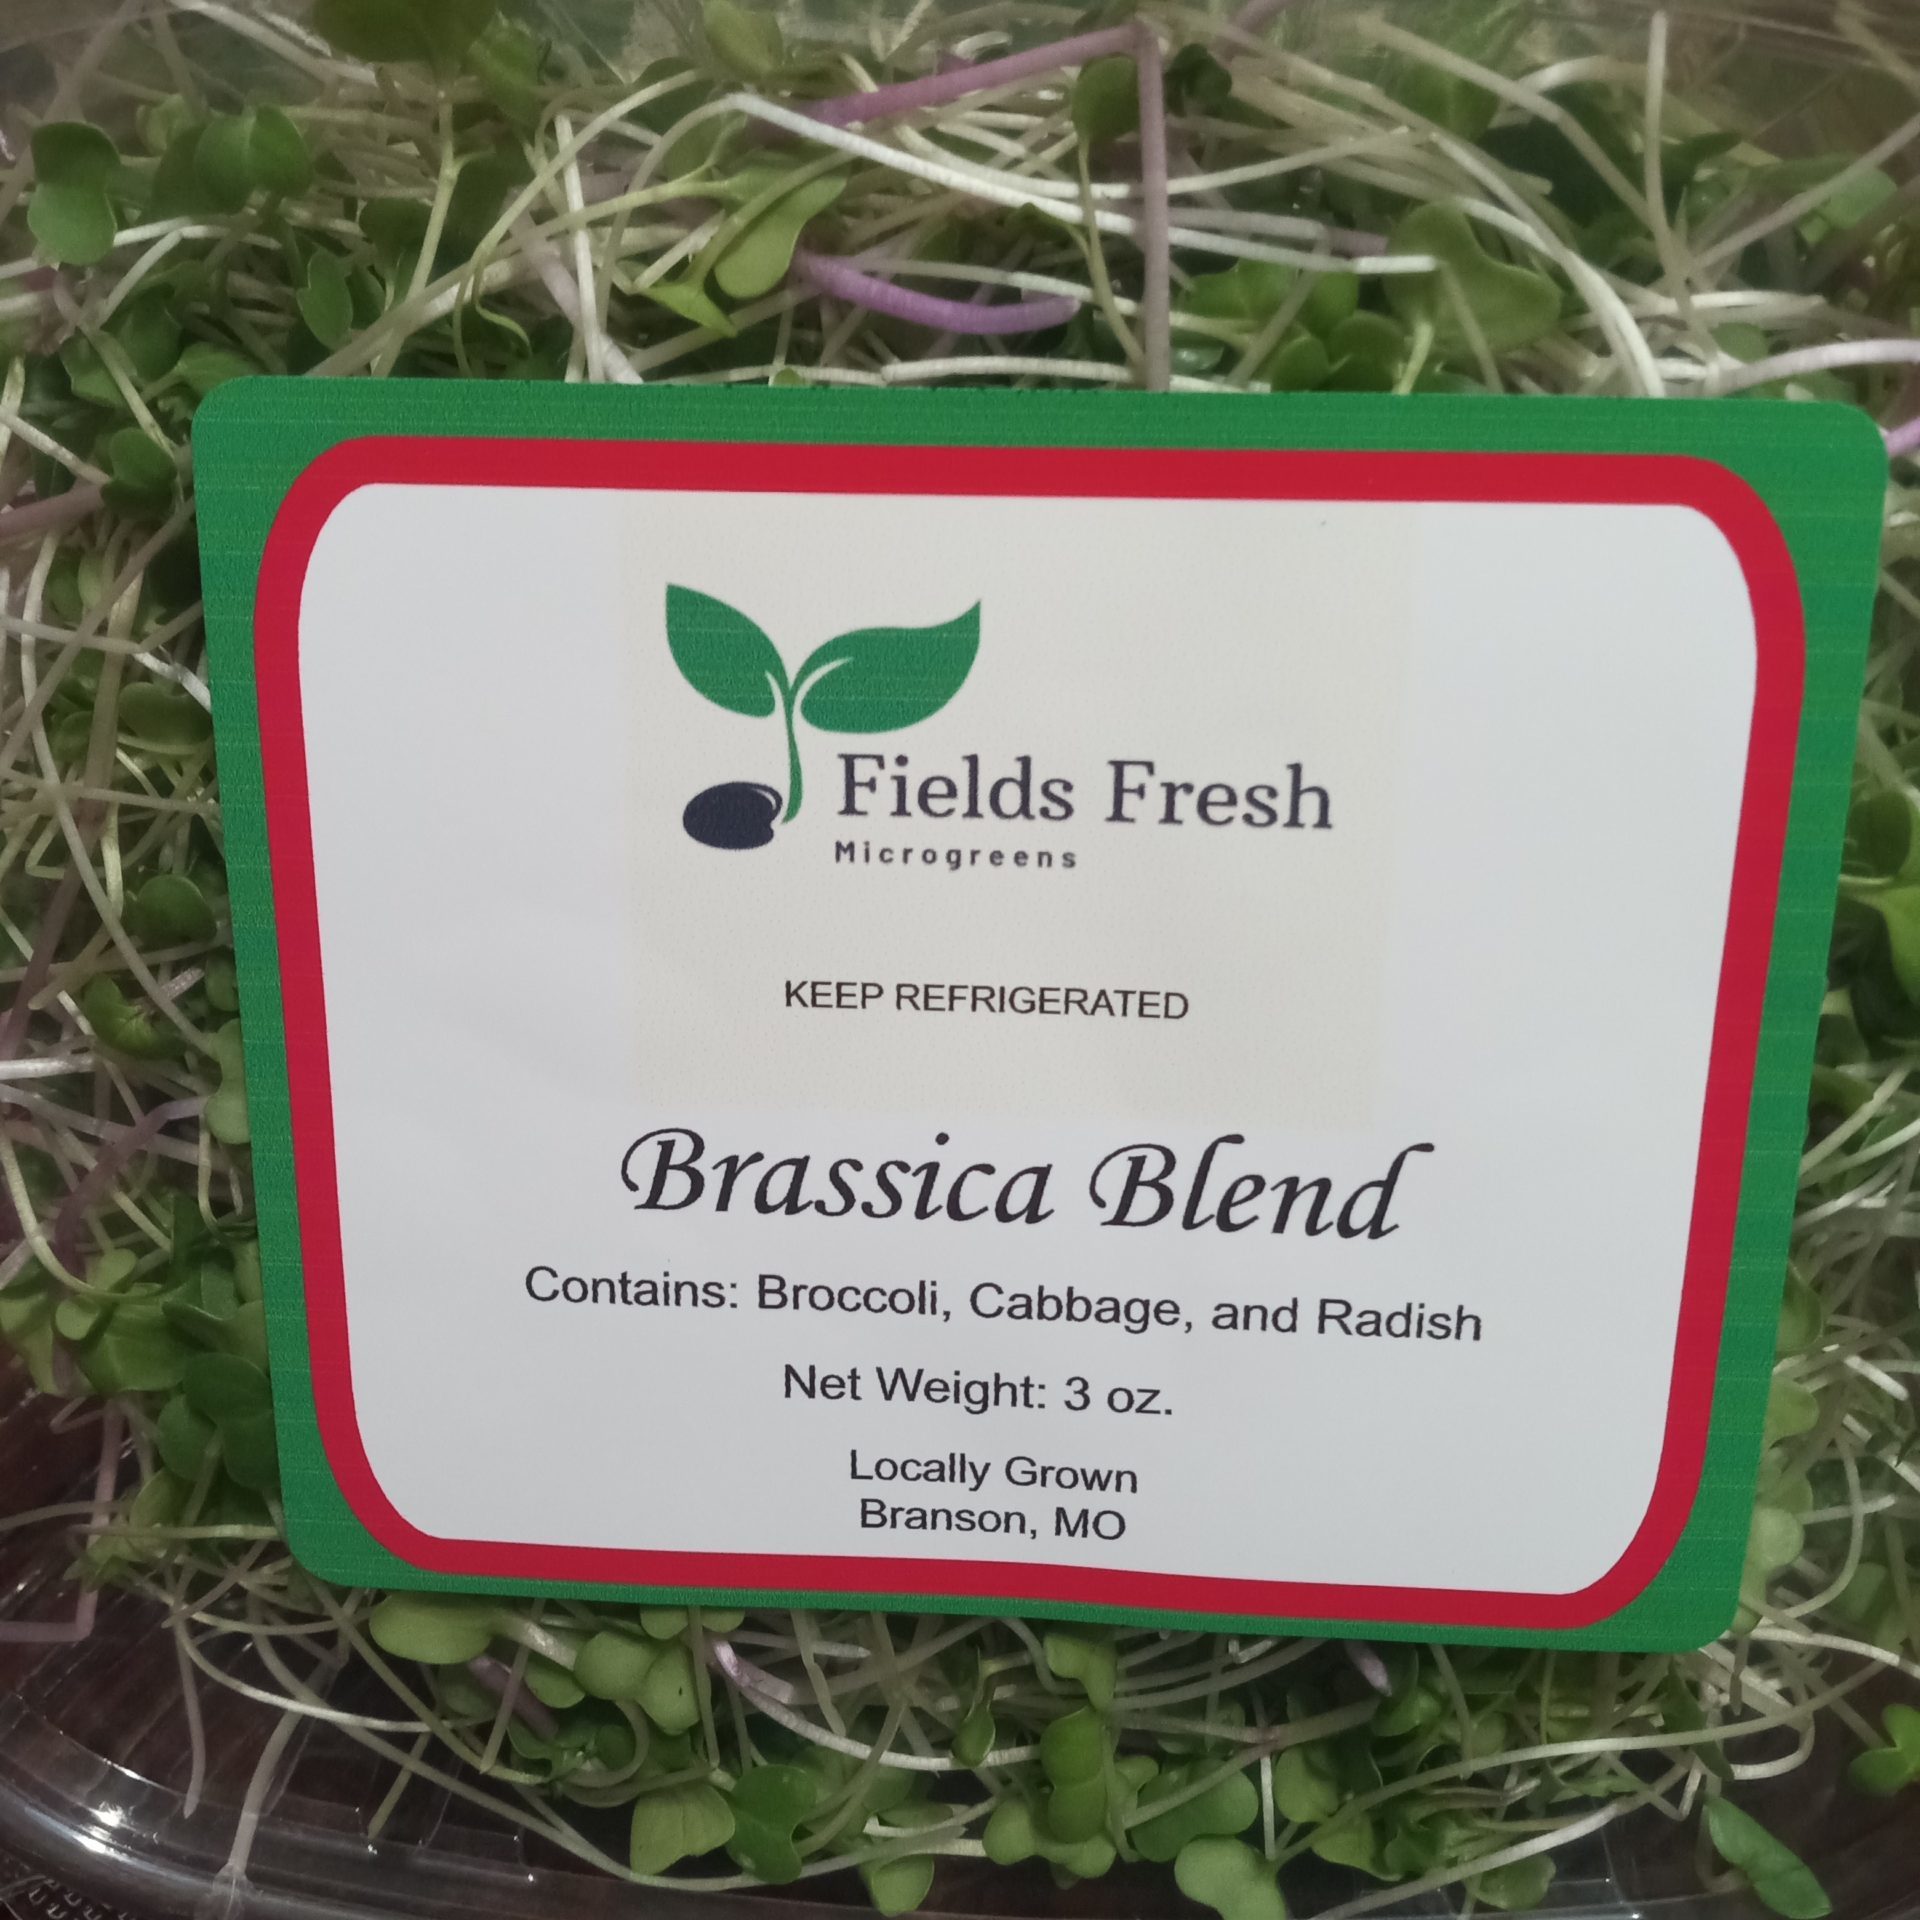 Fields Fresh
Microgreens
KEEP REFRIGERATED
Brassica Blend
Contains: Broccoli, Cabbage, and Radish
Net Weight: 3 oz.
Locally Grown
Branson, MO